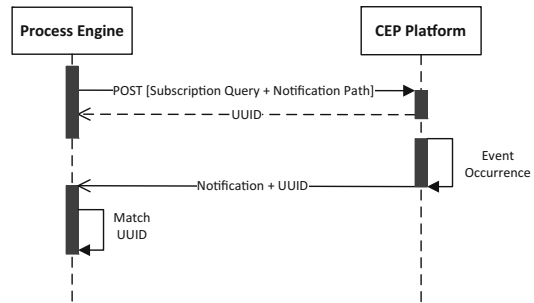 Process Engine
CEP Platform
POST [Subscription Query + Notification Path]
UUID
Event
Occurrence
Notification + UUID
Match
UUID